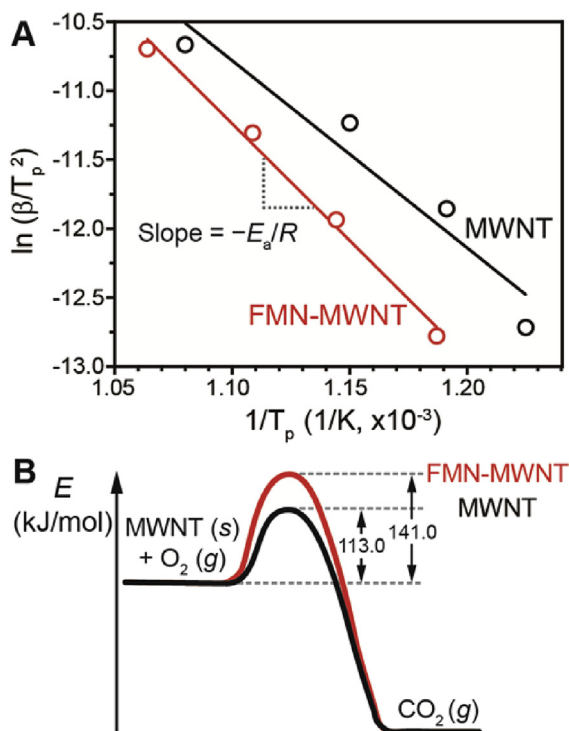 A
ln (β/Tp²)
-10.5
-11.0
-11.5
-12.0
-12.5
-13.0
Slope = −Ea/R
MWNT
FMN-MWNT
1.05
1.10
1.15
1.20
1/Tp (1/K, x10⁻³)
B
E
(kJ/mol)
MWNT (s)
+ O₂ (g)
FMN-MWNT
MWNT
113.0
141.0
CO₂ (g)